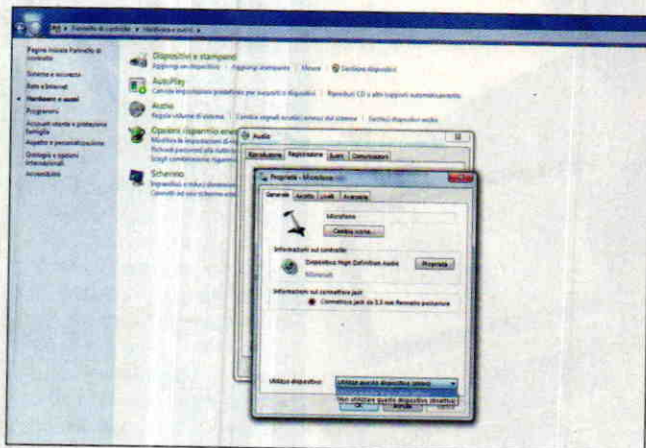 Pannello di controllo ▸ Hardware e suoni ▸
Pagina iniziale Pannello di
controllo
Sistema e sicurezza
Rete e Internet
Hardware e suoni
Programmi
Account utente e protezione
famiglia
Aspetto e personalizzazione
Orologio e opzioni
internazionali
Accessibilità
Dispositivi e stampanti
Aggiungi un dispositivo | Aggiungi stampante | Mouse | Gestione dispositivi
AutoPlay
Cambia impostazioni predefinite per supporti o dispositivi | Riproduci CD o altri supporti automaticamente
Audio
Regola volume di sistema | Cambia segnali acustici emessi dal sistema | Gestisci dispositivi audio
Opzioni risparmio
Schermo
Audio
Riproduzione Registrazione Suoni Comunicazioni
Proprietà - Microfono
Generale Ascolto Livelli Avanzate
Microfono
Cambia icona...
Informazioni sul controller
Dispositivo High Definition Audio Proprietà
Microsoft
Informazioni sul connettore jack
Connettore jack da 3.5 mm Pannello posteriore
Utilizzo dispositivo: Utilizza questo dispositivo (attiva)
Non utilizzare questo dispositivo (disattiva)
OK Annulla